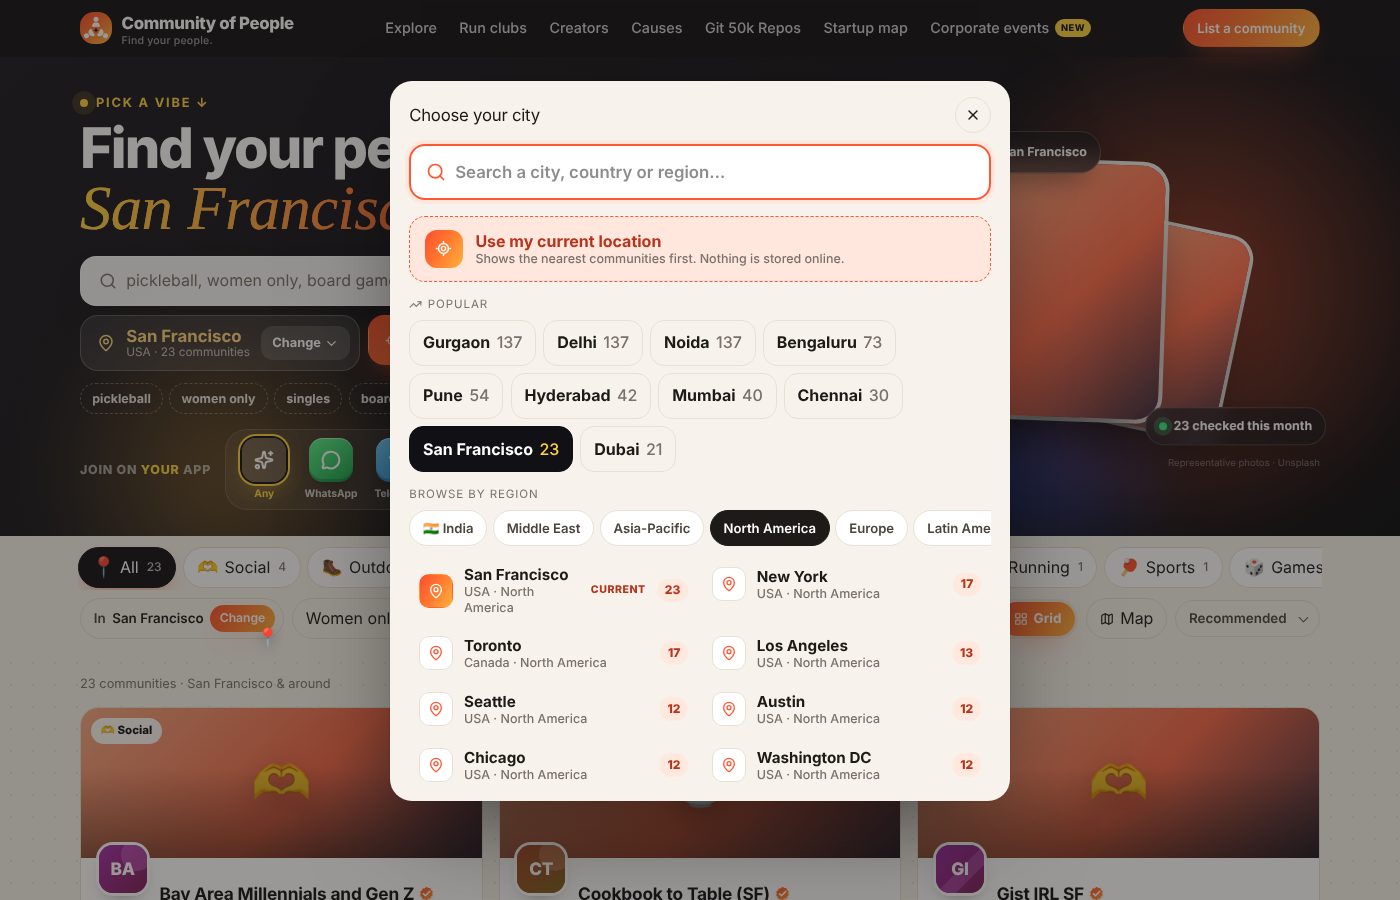 Community of People
Find your people.
Explore
Run clubs
Creators
Causes
Git 50k Repos
Startup map
Corporate events NEW
List a community
PICK A VIBE ↓
Find your pe
San Francisc
pickleball, women only, board game
San Francisco
USA · 23 communities
Change
pickleball
women only
singles
boar
JOIN ON YOUR APP
Any
WhatsApp
Tel
an Francisco
23 checked this month
Representative photos · Unsplash
Choose your city
Search a city, country or region...
Use my current location
Shows the nearest communities first. Nothing is stored online.
POPULAR
Gurgaon 137
Delhi 137
Noida 137
Bengaluru 73
Pune 54
Hyderabad 42
Mumbai 40
Chennai 30
San Francisco 23
Dubai 21
BROWSE BY REGION
🇮🇳 India
Middle East
Asia-Pacific
North America
Europe
Latin Ame
San Francisco
USA · North
America
CURRENT
23
New York
USA · North America
17
Toronto
Canada · North America
17
Los Angeles
USA · North America
13
Seattle
USA · North America
12
Austin
USA · North America
12
Chicago
USA · North America
12
Washington DC
USA · North America
12
All 23
Social 4
Outdo
Running 1
Sports 1
Games
In San Francisco Change
Women onl
Grid
Map
Recommended
23 communities · San Francisco & around
Social
BA
Bay Area Millennials and Gen Z
CT
Cookbook to Table (SF)
GI
Gist IRL SF